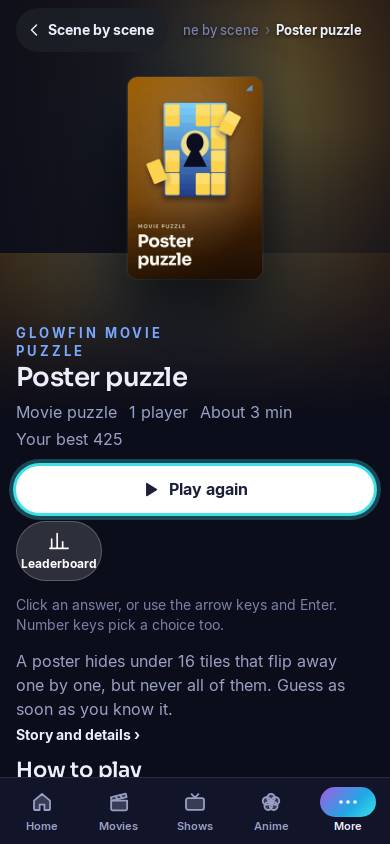 Scene by scene
ne by scene › Poster puzzle
MOVIE PUZZLE
Poster
puzzle
GLOWFIN MOVIE
PUZZLE
Poster puzzle
Movie puzzle 1 player About 3 min
Your best 425
Play again
Leaderboard
Click an answer, or use the arrow keys and Enter.
Number keys pick a choice too.
A poster hides under 16 tiles that flip away
one by one, but never all of them. Guess as
soon as you know it.
Story and details ›
How to play
Home Movies Shows Anime More